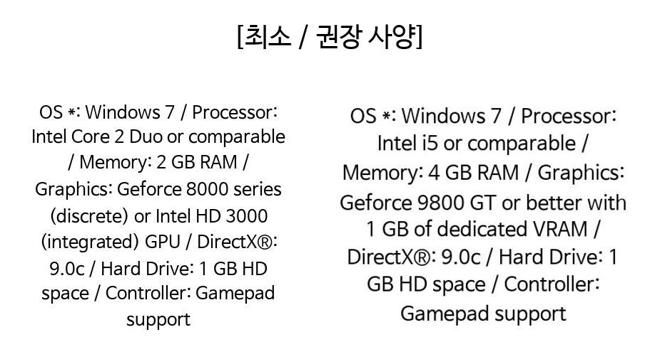 [최소 / 권장 사양]
OS *: Windows 7 / Processor:
Intel Core 2 Duo or comparable
/ Memory: 2 GB RAM /
Graphics: Geforce 8000 series
(discrete) or Intel HD 3000
(integrated) GPU / DirectX®:
9.0c / Hard Drive: 1 GB HD
space / Controller: Gamepad
support
OS *: Windows 7 / Processor:
Intel i5 or comparable /
Memory: 4 GB RAM / Graphics:
Geforce 9800 GT or better with
1 GB of dedicated VRAM /
DirectX®: 9.0c / Hard Drive: 1
GB HD space / Controller:
Gamepad support